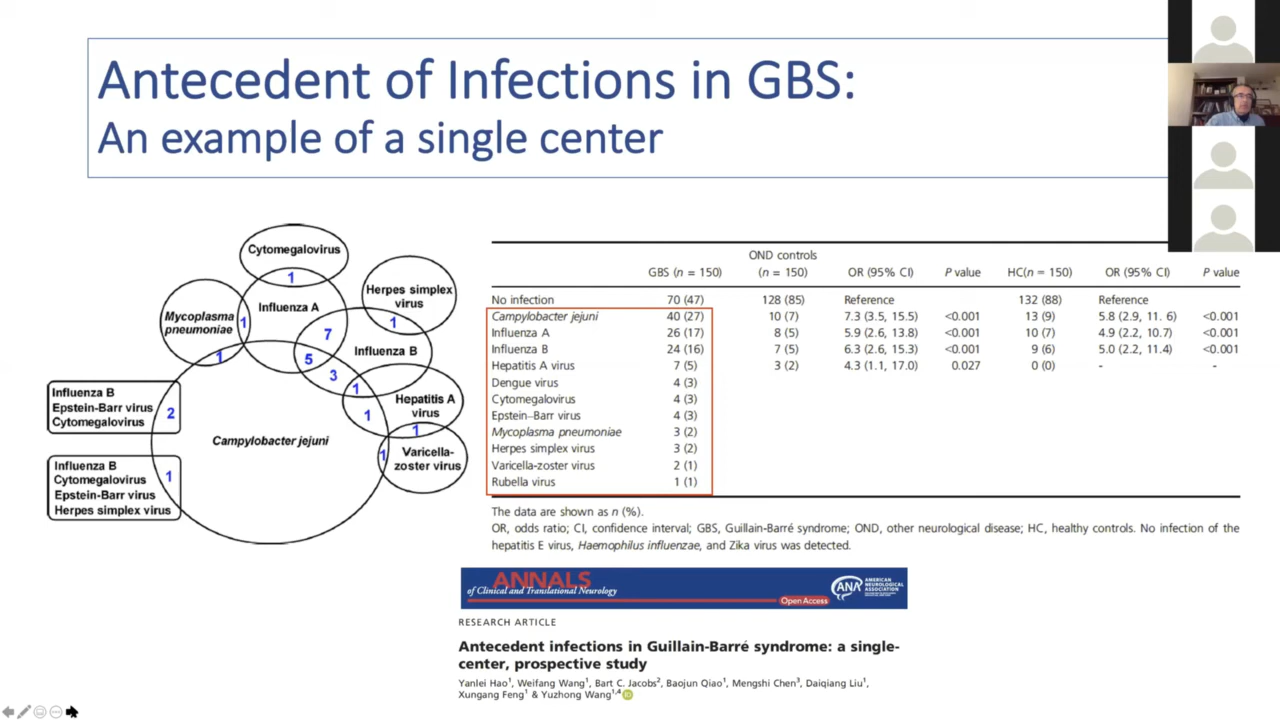 Antecedent of Infections in GBS:
An example of a single center
Cytomegalovirus
1
Herpes simplex
virus
1
Influenza A
Mycoplasma
pneumoniae
1
1
7
Influenza B
5
3
1
Hepatitis A
virus
1
1
Influenza B
Epstein-Barr virus
Cytomegalovirus
2
Campylobacter jejuni
1
Varicella-
zoster virus
Influenza B
Cytomegalovirus
Epstein-Barr virus
Herpes simplex virus
1
OND controls
GBS (n = 150) (n = 150) OR (95% CI) P value HC(n = 150) OR (95% CI) P value
No infection 70 (47) 128 (85) Reference 132 (88) Reference
Campylobacter jejuni 40 (27) 10 (7) 7.3 (3.5, 15.5) <0.001 13 (9) 5.8 (2.9, 11. 6) <0.001
Influenza A 26 (17) 8 (5) 5.9 (2.6, 13.8) <0.001 10 (7) 4.9 (2.2, 10.7) <0.001
Influenza B 24 (16) 7 (5) 6.3 (2.6, 15.3) <0.001 9 (6) 5.0 (2.2, 11.4) <0.001
Hepatitis A virus 7 (5) 3 (2) 4.3 (1.1, 17.0) 0.027 0 (0) - -
Dengue virus 4 (3)
Cytomegalovirus 4 (3)
Epstein–Barr virus 4 (3)
Mycoplasma pneumoniae 3 (2)
Herpes simplex virus 3 (2)
Varicella-zoster virus 2 (1)
Rubella virus 1 (1)
The data are shown as n (%).
OR, odds ratio; CI, confidence interval; GBS, Guillain-Barré syndrome; OND, other neurological disease; HC, healthy controls. No infection of the
hepatitis E virus, Haemophilus influenzae, and Zika virus was detected.
ANNALS
of Clinical and Translational Neurology
Open Access
ANA
AMERICAN
NEUROLOGICAL
ASSOCIATION
RESEARCH ARTICLE
Antecedent infections in Guillain-Barré syndrome: a single-
center, prospective study
Yanlei Hao1, Weifang Wang1, Bart C. Jacobs2, Baojun Qiao1, Mengshi Chen3, Daiqiang Liu1,
Xungang Feng1 & Yuzhong Wang1,4